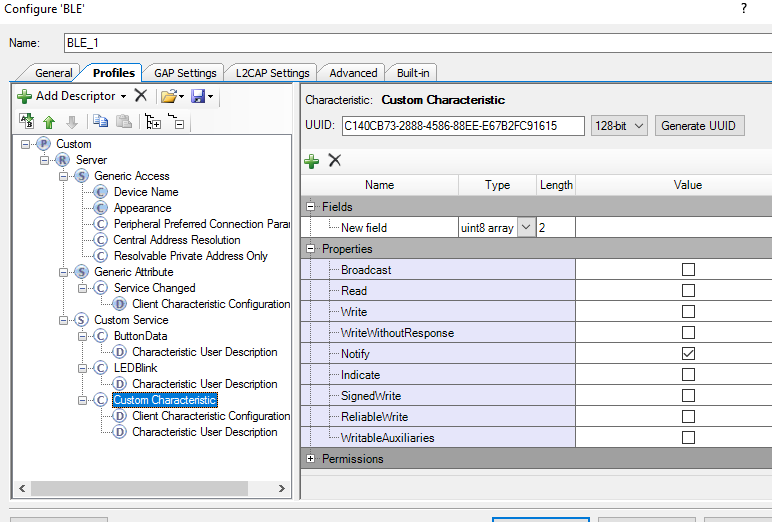 Configure 'BLE'
?
Name: BLE_1
General Profiles GAP Settings L2CAP Settings Advanced Built-in
Add Descriptor
Custom
Server
Generic Access
Device Name
Appearance
Peripheral Preferred Connection Paran
Central Address Resolution
Resolvable Private Address Only
Generic Attribute
Service Changed
Client Characteristic Configuration
Custom Service
ButtonData
Characteristic User Description
LEDBlink
Characteristic User Description
Custom Characteristic
Client Characteristic Configuration
Characteristic User Description
Characteristic: Custom Characteristic
UUID: C140CB73-2888-4586-88EE-E67B2FC91615 128-bit Generate UUID
Name Type Length Value
Fields
New field uint8 array 2
Properties
Broadcast
Read
Write
WriteWithoutResponse
Notify
Indicate
SignedWrite
ReliableWrite
WritableAuxiliaries
Permissions